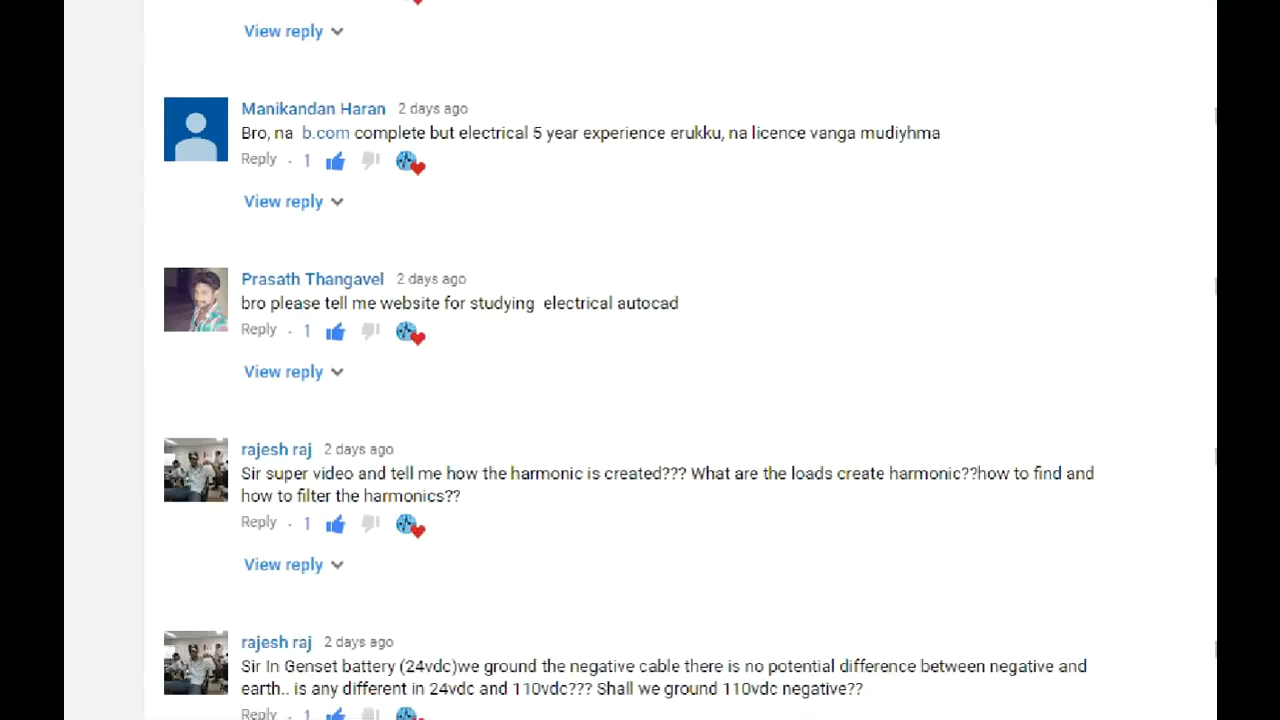 View reply
Manikandan Haran 2 days ago
Bro, na b.com complete but electrical 5 year experience erukku, na licence vanga mudiyhma
Reply . 1
View reply
Prasath Thangavel 2 days ago
bro please tell me website for studying electrical autocad
Reply . 1
View reply
rajesh raj 2 days ago
Sir super video and tell me how the harmonic is created??? What are the loads create harmonic??how to find and
how to filter the harmonics??
Reply . 1
View reply
rajesh raj 2 days ago
Sir In Genset battery (24vdc)we ground the negative cable there is no potential difference between negative and
earth.. is any different in 24vdc and 110vdc??? Shall we ground 110vdc negative??
Reply . 1